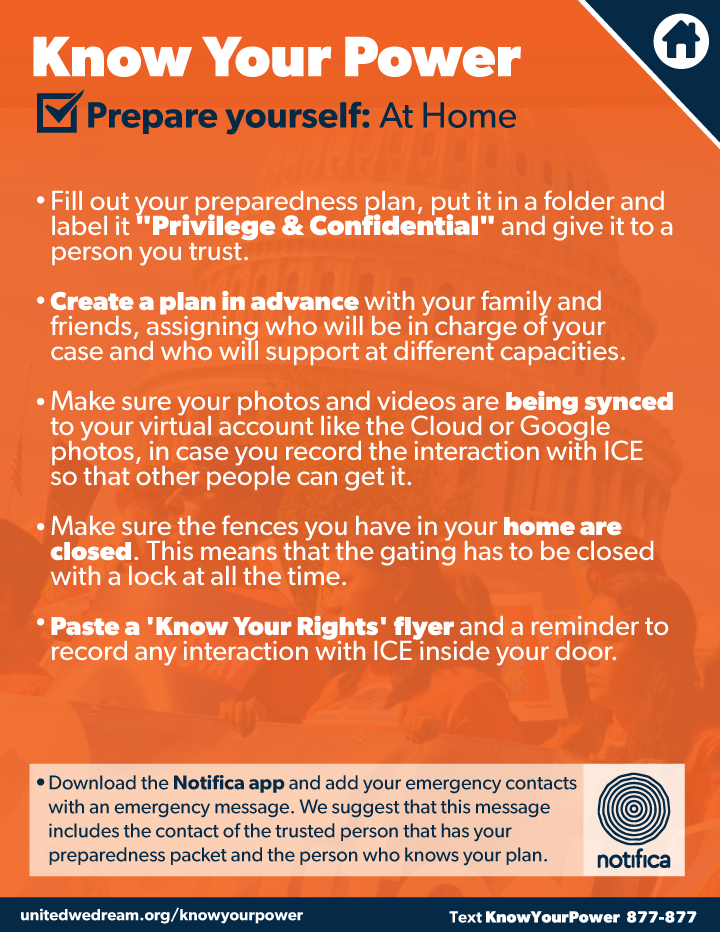 Know Your Power
Prepare yourself: At Home
• Fill out your preparedness plan, put it in a folder and
label it "Privilege & Confidential" and give it to a
person you trust.
• Create a plan in advance with your family and
friends, assigning who will be in charge of your
case and who will support at different capacities.
• Make sure your photos and videos are being synced
to your virtual account like the Cloud or Google
photos, in case you record the interaction with ICE
so that other people can get it.
• Make sure the fences you have in your home are
closed. This means that the gating has to be closed
with a lock at all the time.
• Paste a 'Know Your Rights' flyer and a reminder to
record any interaction with ICE inside your door.
• Download the Notifica app and add your emergency contacts
with an emergency message. We suggest that this message
includes the contact of the trusted person that has your
preparedness packet and the person who knows your plan.
notifica
unitedwedream.org/knowyourpower
Text KnowYourPower 877-877